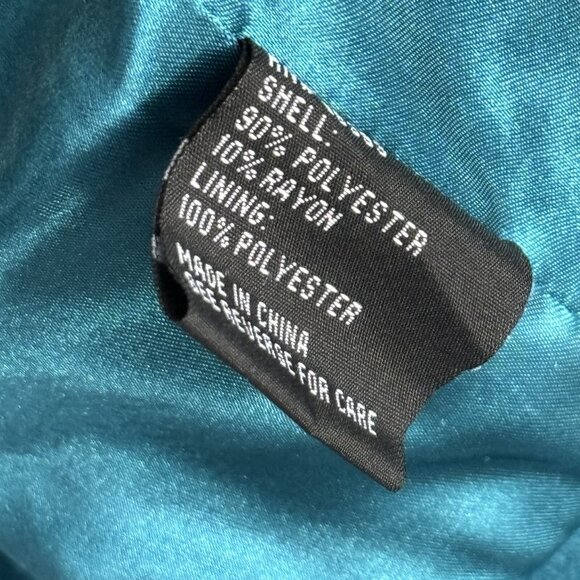 SHELL:
90% POLYESTER
10% RAYON
LINING:
100% POLYESTER
MADE IN CHINA
SEE REVERSE FOR CARE